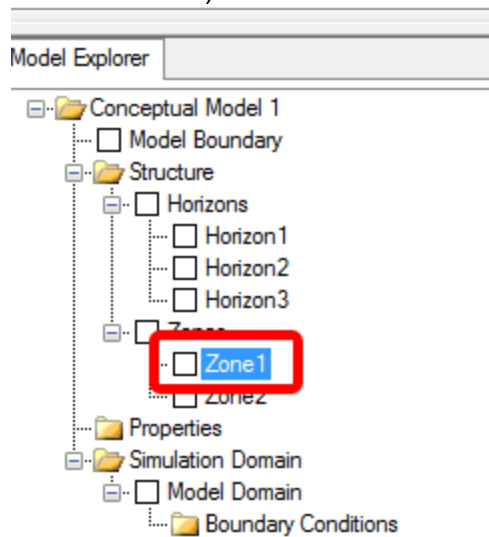 Model Explorer
Conceptual Model 1
Model Boundary
Structure
Horizons
Horizon1
Horizon2
Horizon3
Zones
Zone1
Zone2
Properties
Simulation Domain
Model Domain
Boundary Conditions